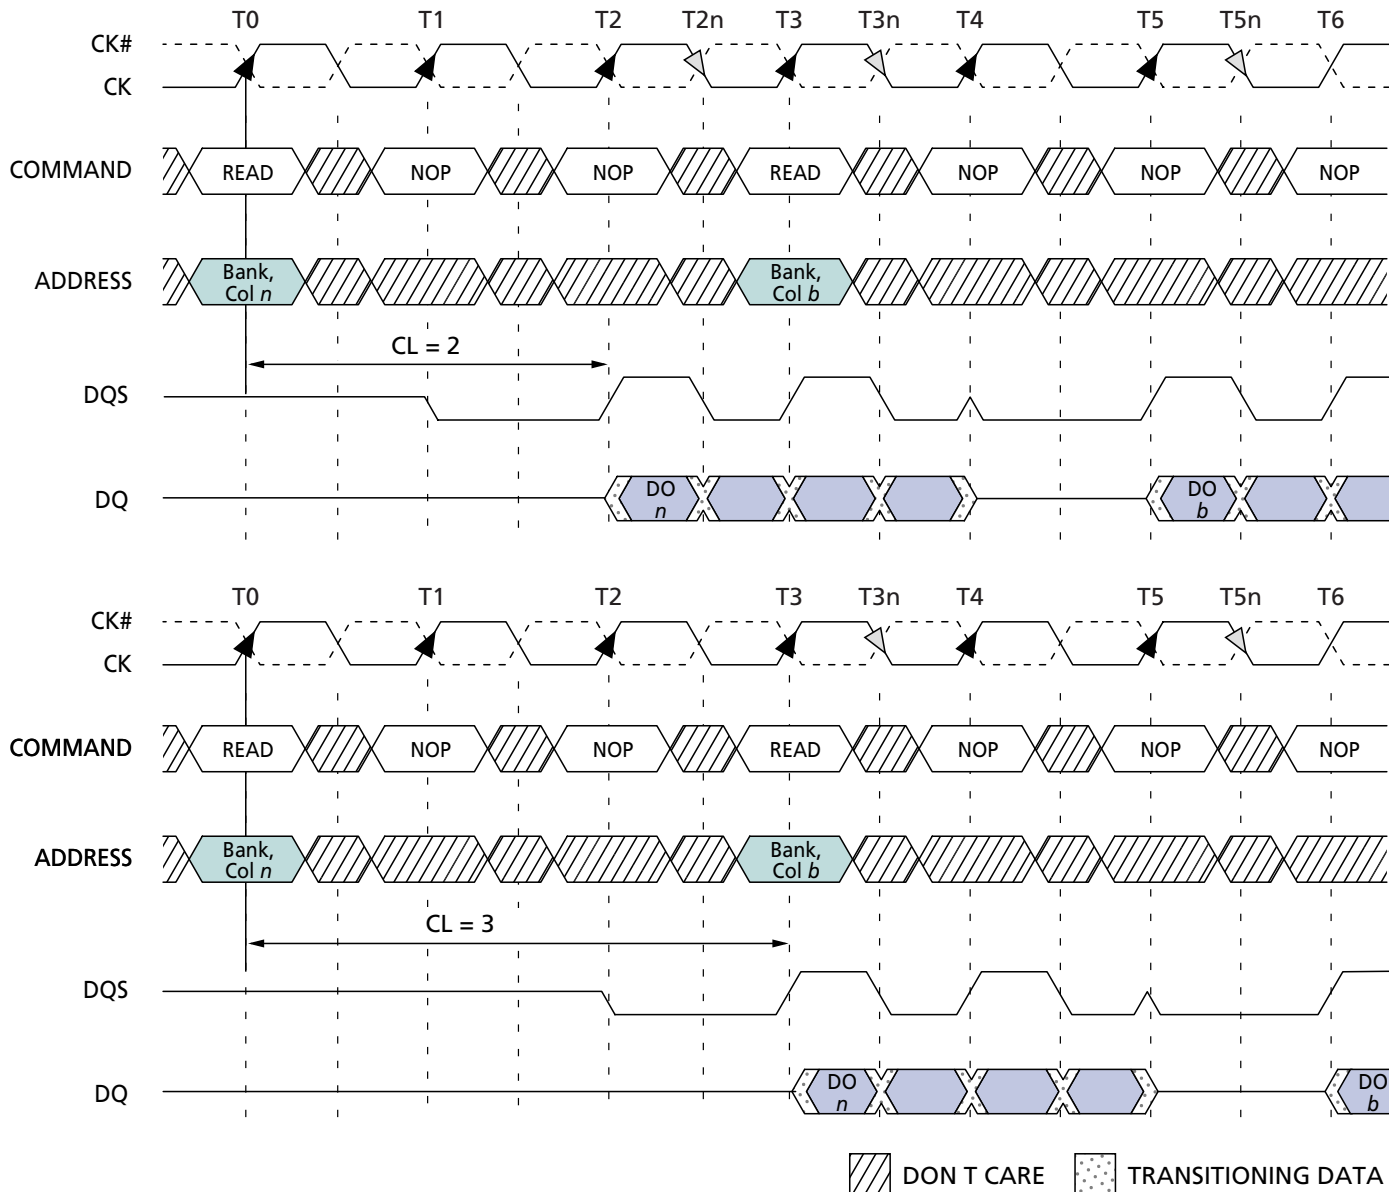 T0 T1 T2 T2n T3 T3n T4 T5 T5n T6
CK#
CK
COMMAND READ NOP NOP READ NOP NOP NOP
ADDRESS Bank, Col n Bank, Col b
CL = 2
DQS
DQ DO n DO b
T0 T1 T2 T3 T3n T4 T5 T5n T6
CK#
CK
COMMAND READ NOP NOP READ NOP NOP NOP
ADDRESS Bank, Col n Bank, Col b
CL = 3
DQS
DQ DO n DO b
DON T CARE TRANSITIONING DATA